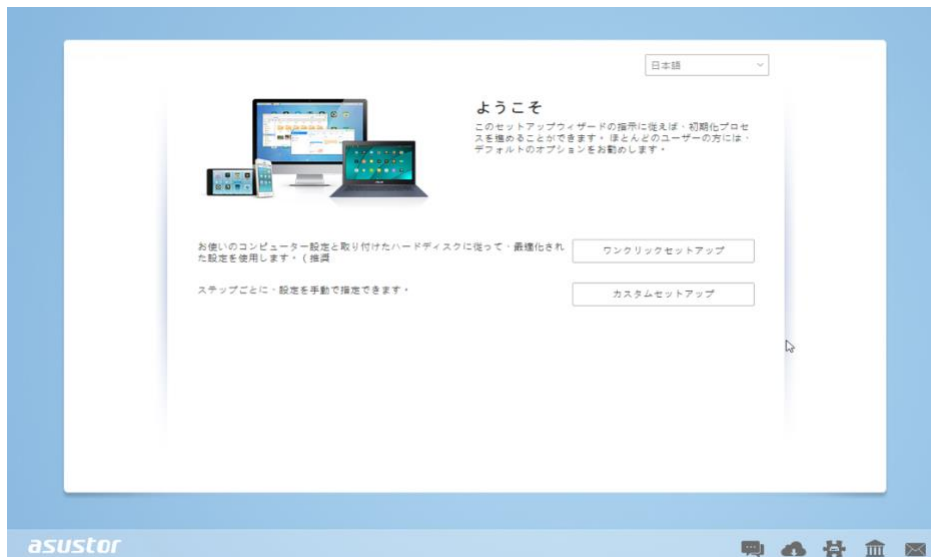 日本語
ようこそ
このセットアップウィザードの指示に従えば、初期化プロセ
スを進めることができます。ほとんどのユーザーの方には、
デフォルトのオプションをお勧めします。
お使いのコンピューター設定と取り付けたハードディスクに従って、最適化され
た設定を使用します。(推奨
ワンクリックセットアップ
ステップごとに、設定を手動で指定できます。
カスタムセットアップ
asustor